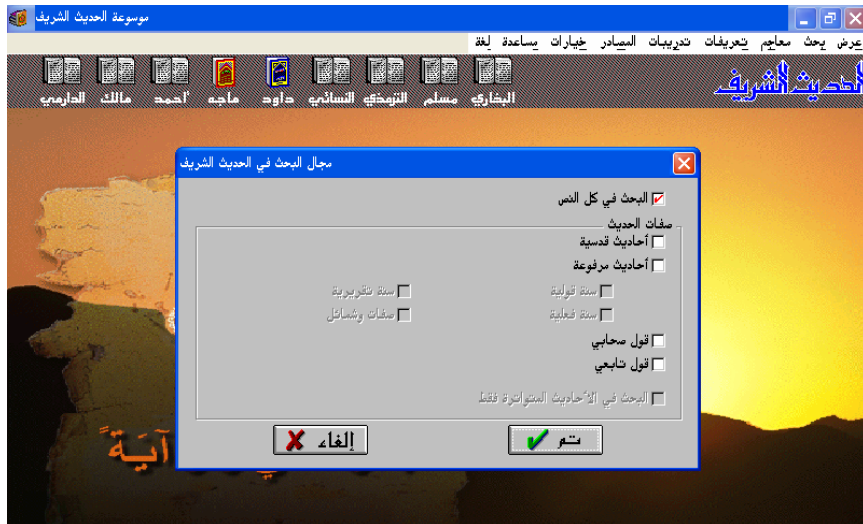 موسوعة الحديث الشريف
عرض بحث معاجم تعريفات تدريبات المصادر خيارات مساعدة لغة
الحديث الشريف
البخاري مسلم الترمذي النسائي داود ماجه أحمد مالك الدارمي
مجال البحث في الحديث الشريف
البحث في كل النص
صفات الحديث
أحاديث قدسية
أحاديث مرفوعة
سنة قولية سنة تقريرية
سنة فعلية صفات وشمائل
قول صحابي
قول تابعي
البحث في الأحاديث المتواترة فقط
تم إلغاء
آيَةً